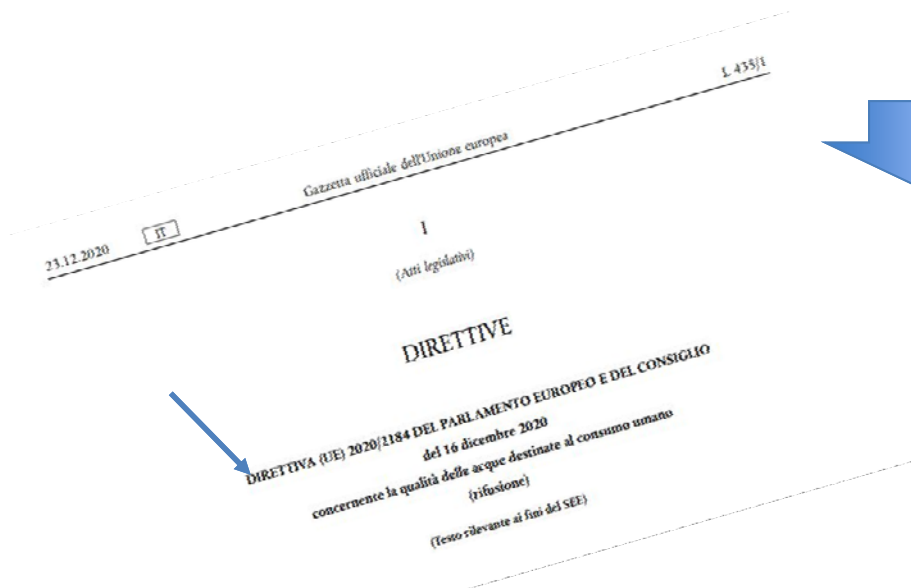 23.12.2020 IT Gazzetta ufficiale dell'Unione europea L 435/1
I
(Atti legislativi)
DIRETTIVE
DIRETTIVA (UE) 2020/2184 DEL PARLAMENTO EUROPEO E DEL CONSIGLIO
del 16 dicembre 2020
concernente la qualità delle acque destinate al consumo umano
(rifusione)
(Testo rilevante ai fini del SEE)